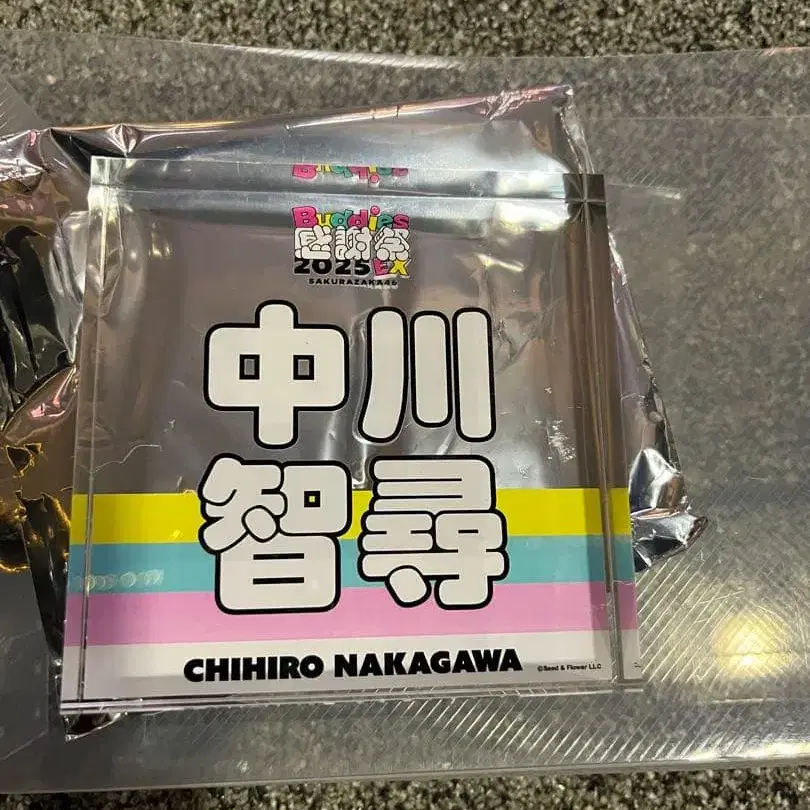 Buddies
感謝祭
2025 EX
SAKURAZAKA46
中川
智尋
CHIHIRO NAKAGAWA
©Seed & Flower LLC